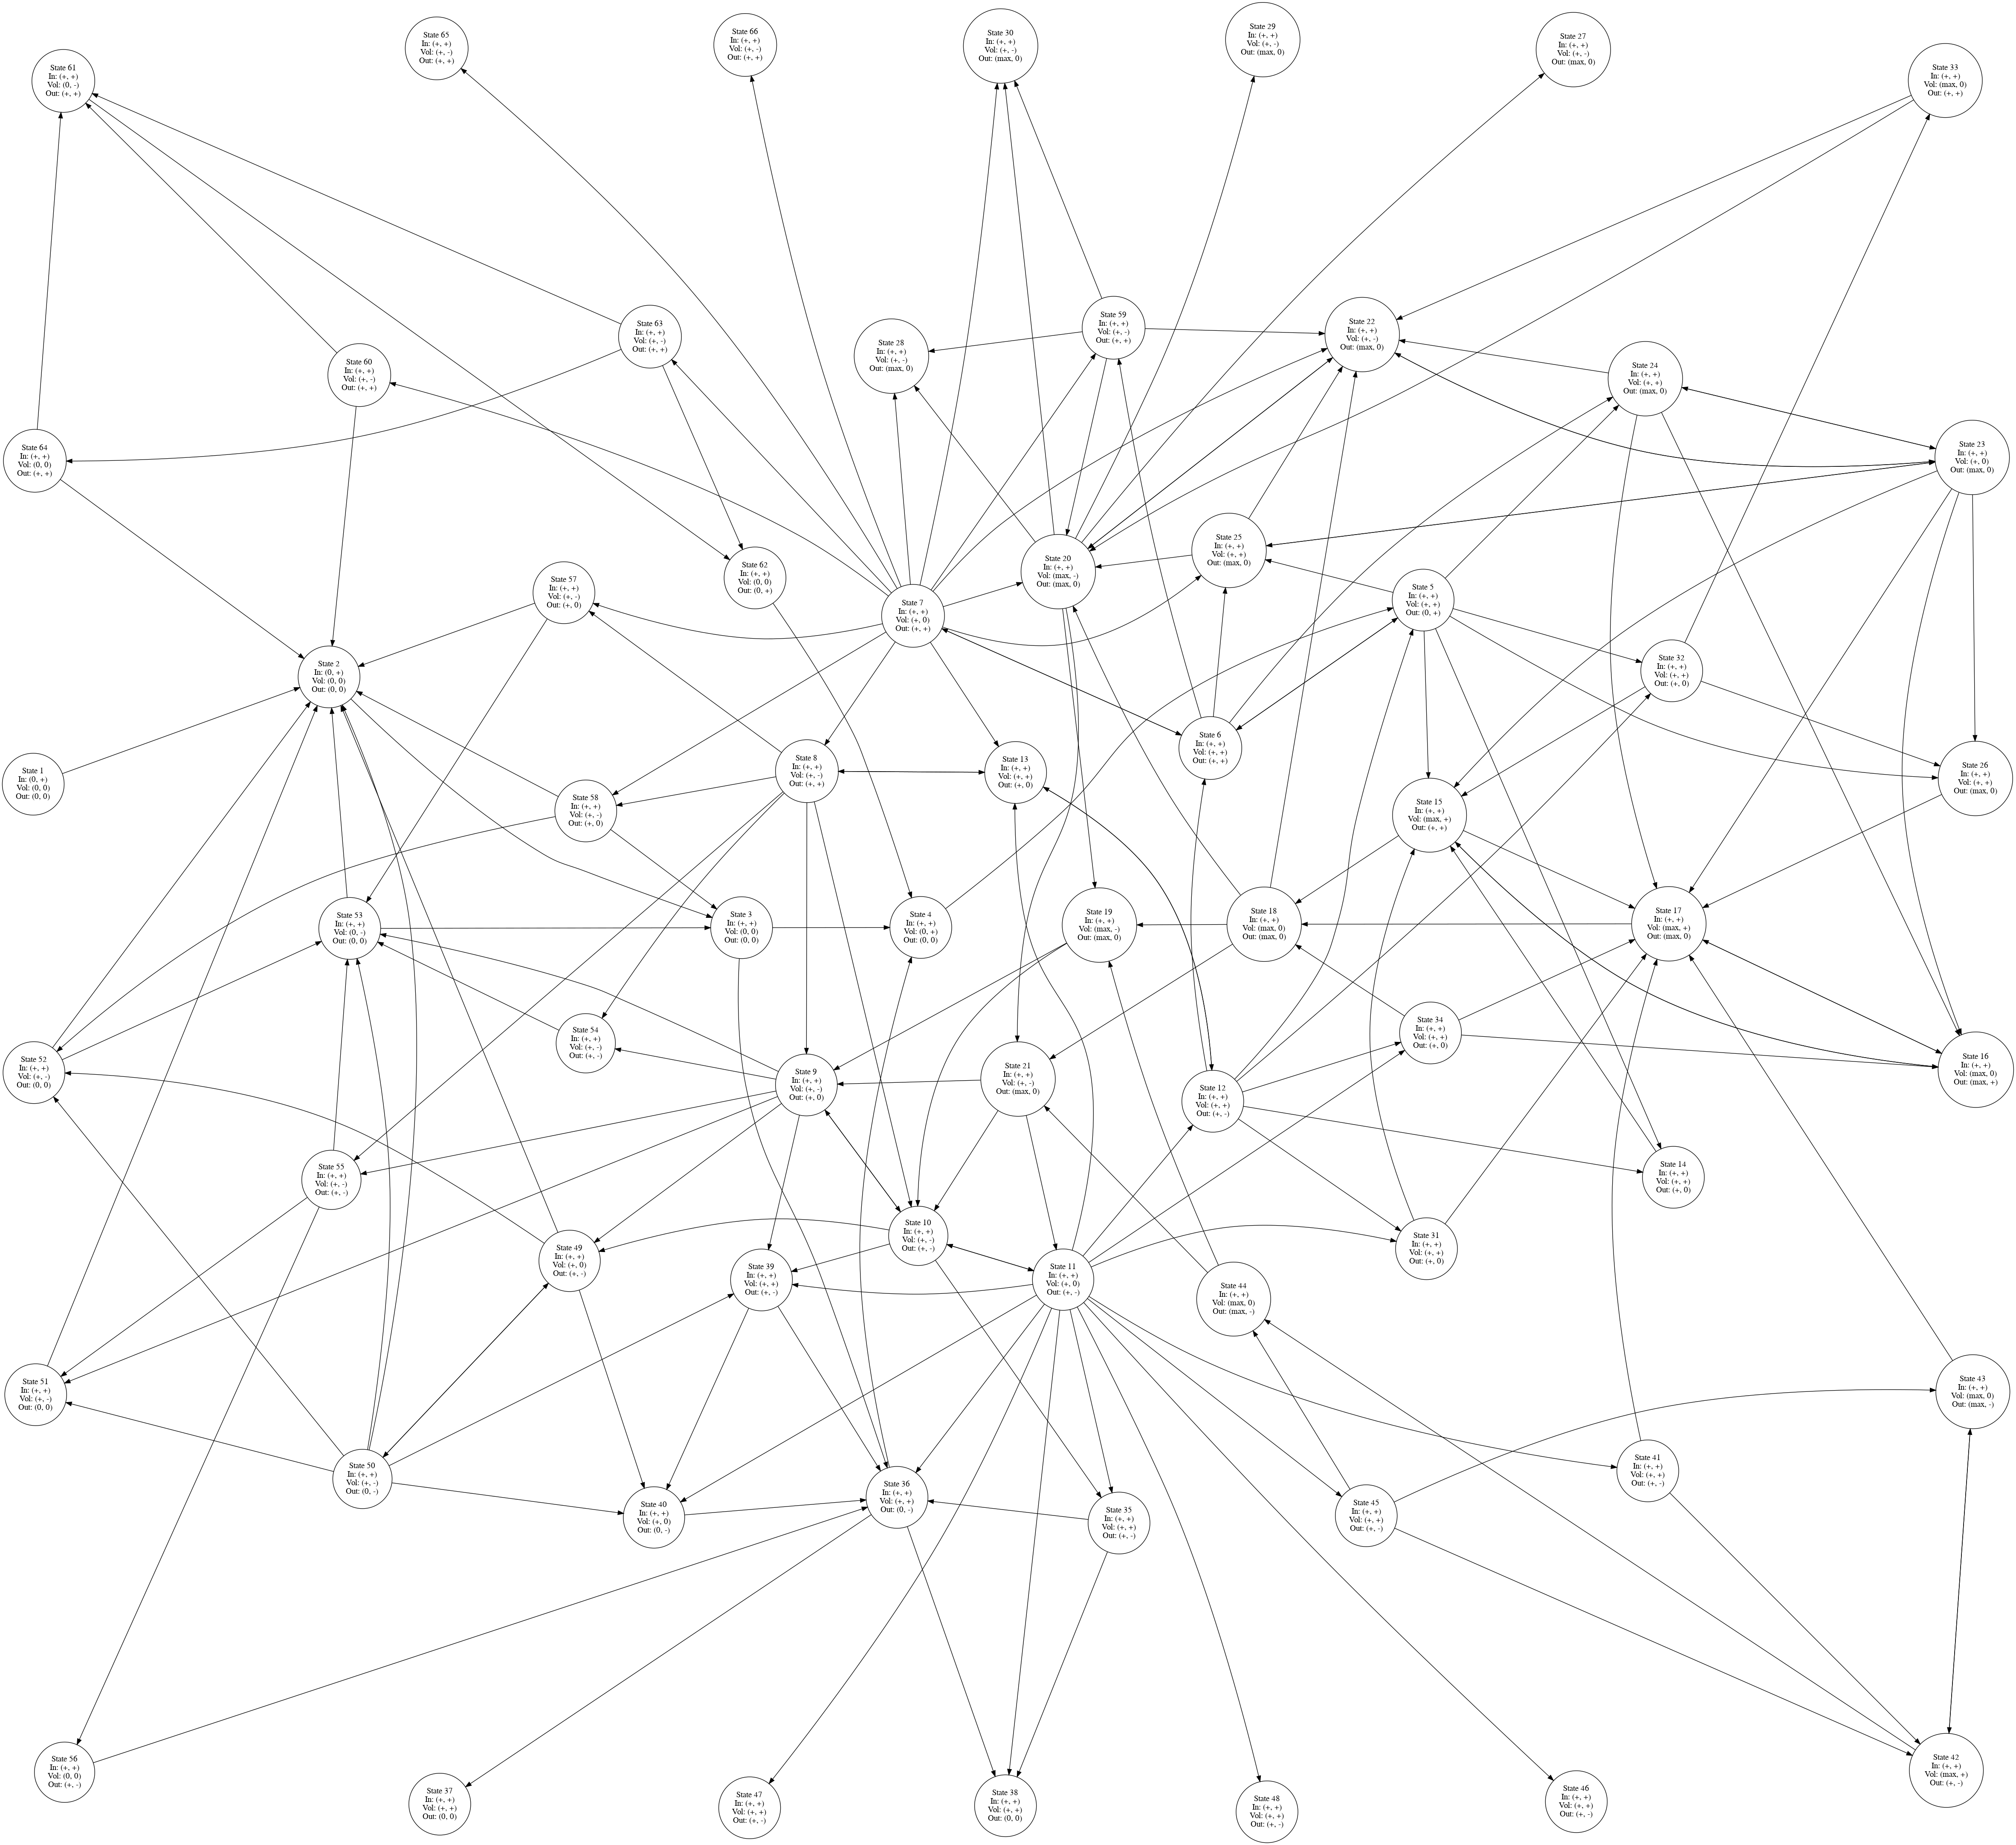 State 65
In: (+, +)
Vol: (+, -)
Out: (+, +)
State 66
In: (+, +)
Vol: (+, -)
Out: (+, +)
State 30
In: (+, +)
Vol: (+, -)
Out: (max, 0)
State 29
In: (+, +)
Vol: (+, -)
Out: (max, 0)
State 27
In: (+, +)
Vol: (+, -)
Out: (max, 0)
State 61
In: (+, +)
Vol: (0, -)
Out: (+, +)
State 33
In: (+, +)
Vol: (max, 0)
Out: (+, +)
State 63
In: (+, +)
Vol: (+, -)
Out: (+, +)
State 28
In: (+, +)
Vol: (+, -)
Out: (max, 0)
State 59
In: (+, +)
Vol: (+, -)
Out: (+, +)
State 22
In: (+, +)
Vol: (+, -)
Out: (max, 0)
State 60
In: (+, +)
Vol: (+, -)
Out: (+, +)
State 24
In: (+, +)
Vol: (+, +)
Out: (max, 0)
State 64
In: (+, +)
Vol: (0, 0)
Out: (+, +)
State 23
In: (+, +)
Vol: (+, 0)
Out: (max, 0)
State 62
In: (+, +)
Vol: (0, 0)
Out: (0, +)
State 57
In: (+, +)
Vol: (+, -)
Out: (+, 0)
State 7
In: (+, +)
Vol: (+, 0)
Out: (+, +)
State 20
In: (+, +)
Vol: (max, -)
Out: (max, 0)
State 25
In: (+, +)
Vol: (+, +)
Out: (max, 0)
State 5
In: (+, +)
Vol: (+, +)
Out: (0, +)
State 2
In: (0, +)
Vol: (0, 0)
Out: (0, 0)
State 32
In: (+, +)
Vol: (+, +)
Out: (+, 0)
State 1
In: (0, +)
Vol: (0, 0)
Out: (0, 0)
State 58
In: (+, +)
Vol: (+, -)
Out: (+, 0)
State 8
In: (+, +)
Vol: (+, -)
Out: (+, +)
State 13
In: (+, +)
Vol: (+, +)
Out: (+, 0)
State 6
In: (+, +)
Vol: (+, +)
Out: (+, +)
State 15
In: (+, +)
Vol: (max, +)
Out: (+, +)
State 26
In: (+, +)
Vol: (+, +)
Out: (max, 0)
State 53
In: (+, +)
Vol: (0, -)
Out: (0, 0)
State 3
In: (+, +)
Vol: (0, 0)
Out: (0, 0)
State 4
In: (+, +)
Vol: (0, +)
Out: (0, 0)
State 19
In: (+, +)
Vol: (max, -)
Out: (max, 0)
State 18
In: (+, +)
Vol: (max, 0)
Out: (max, 0)
State 17
In: (+, +)
Vol: (max, +)
Out: (max, 0)
State 52
In: (+, +)
Vol: (+, -)
Out: (0, 0)
State 54
In: (+, +)
Vol: (+, -)
Out: (+, -)
State 9
In: (+, +)
Vol: (+, -)
Out: (+, 0)
State 21
In: (+, +)
Vol: (+, -)
Out: (max, 0)
State 12
In: (+, +)
Vol: (+, +)
Out: (+, -)
State 34
In: (+, +)
Vol: (+, +)
Out: (+, 0)
State 16
In: (+, +)
Vol: (max, 0)
Out: (max, +)
State 55
In: (+, +)
Vol: (+, -)
Out: (+, -)
State 14
In: (+, +)
Vol: (+, +)
Out: (+, 0)
State 49
In: (+, +)
Vol: (+, 0)
Out: (+, -)
State 10
In: (+, +)
Vol: (+, -)
Out: (+, -)
State 31
In: (+, +)
Vol: (+, +)
Out: (+, 0)
State 39
In: (+, +)
Vol: (+, +)
Out: (+, -)
State 11
In: (+, +)
Vol: (+, 0)
Out: (+, -)
State 44
In: (+, +)
Vol: (max, 0)
Out: (max, -)
State 51
In: (+, +)
Vol: (+, -)
Out: (0, 0)
State 43
In: (+, +)
Vol: (max, 0)
Out: (max, -)
State 50
In: (+, +)
Vol: (+, -)
Out: (0, -)
State 40
In: (+, +)
Vol: (+, 0)
Out: (0, -)
State 36
In: (+, +)
Vol: (+, +)
Out: (0, -)
State 35
In: (+, +)
Vol: (+, +)
Out: (+, -)
State 45
In: (+, +)
Vol: (+, +)
Out: (+, -)
State 41
In: (+, +)
Vol: (+, +)
Out: (+, -)
State 56
In: (+, +)
Vol: (0, 0)
Out: (+, -)
State 37
In: (+, +)
Vol: (+, +)
Out: (0, 0)
State 47
In: (+, +)
Vol: (+, +)
Out: (+, -)
State 38
In: (+, +)
Vol: (+, +)
Out: (0, 0)
State 48
In: (+, +)
Vol: (+, +)
Out: (+, -)
State 46
In: (+, +)
Vol: (+, +)
Out: (+, -)
State 42
In: (+, +)
Vol: (max, +)
Out: (+, -)